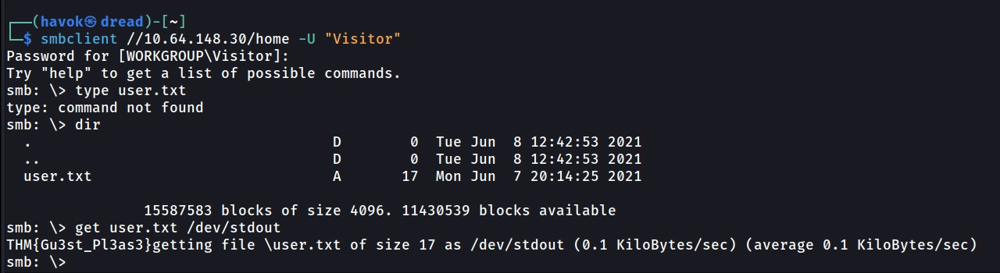 ┌──(havok㉿dread)-[~]
└─$ smbclient //10.64.148.30/home -U "Visitor"
Password for [WORKGROUP\Visitor]:
Try "help" to get a list of possible commands.
smb: \> type user.txt
type: command not found
smb: \> dir
  .                                   D        0  Tue Jun  8 12:42:53 2021
  ..                                  D        0  Tue Jun  8 12:42:53 2021
  user.txt                            A       17  Mon Jun  7 20:14:25 2021
                15587583 blocks of size 4096. 11430539 blocks available
smb: \> get user.txt /dev/stdout
THM{Gu3st_Pl3as3}getting file \user.txt of size 17 as /dev/stdout (0.1 KiloBytes/sec) (average 0.1 KiloBytes/sec)
smb: \>